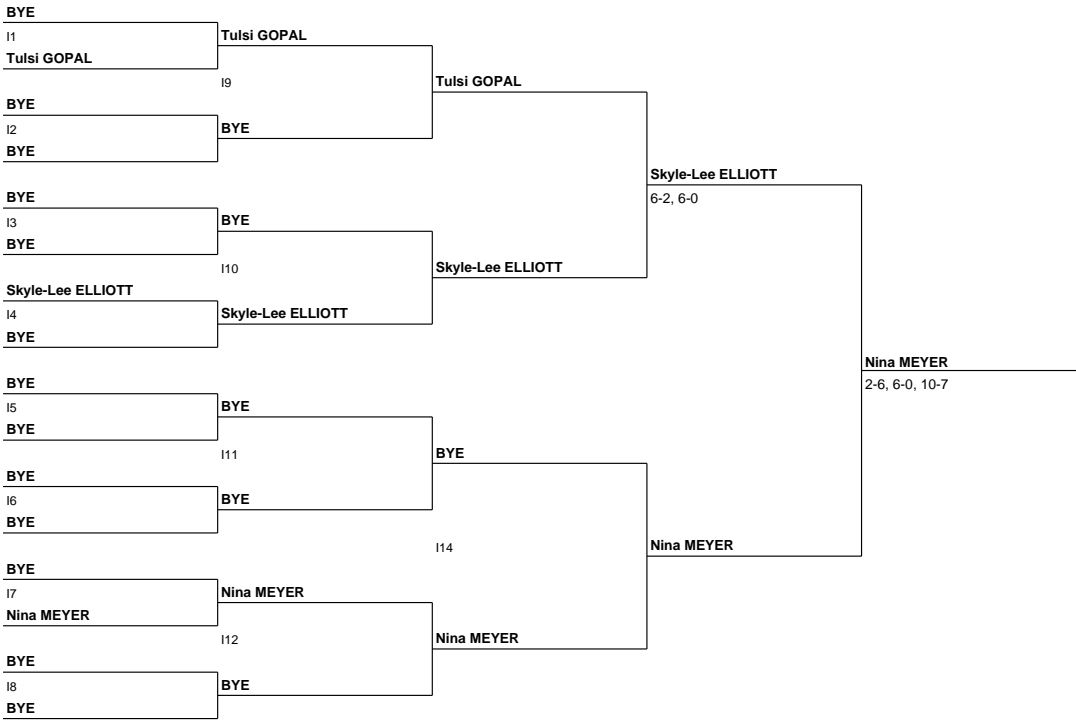 BYE
I1
Tulsi GOPAL
Tulsi GOPAL
I9
BYE
I2
BYE
BYE
Tulsi GOPAL
BYE
I3
BYE
BYE
I10
Skyle-Lee ELLIOTT
I4
BYE
Skyle-Lee ELLIOTT
Skyle-Lee ELLIOTT
Skyle-Lee ELLIOTT
6-2, 6-0
BYE
I5
BYE
BYE
I11
BYE
I6
BYE
BYE
BYE
I14
BYE
I7
Nina MEYER
Nina MEYER
I12
BYE
I8
BYE
BYE
Nina MEYER
Nina MEYER
Nina MEYER
2-6, 6-0, 10-7